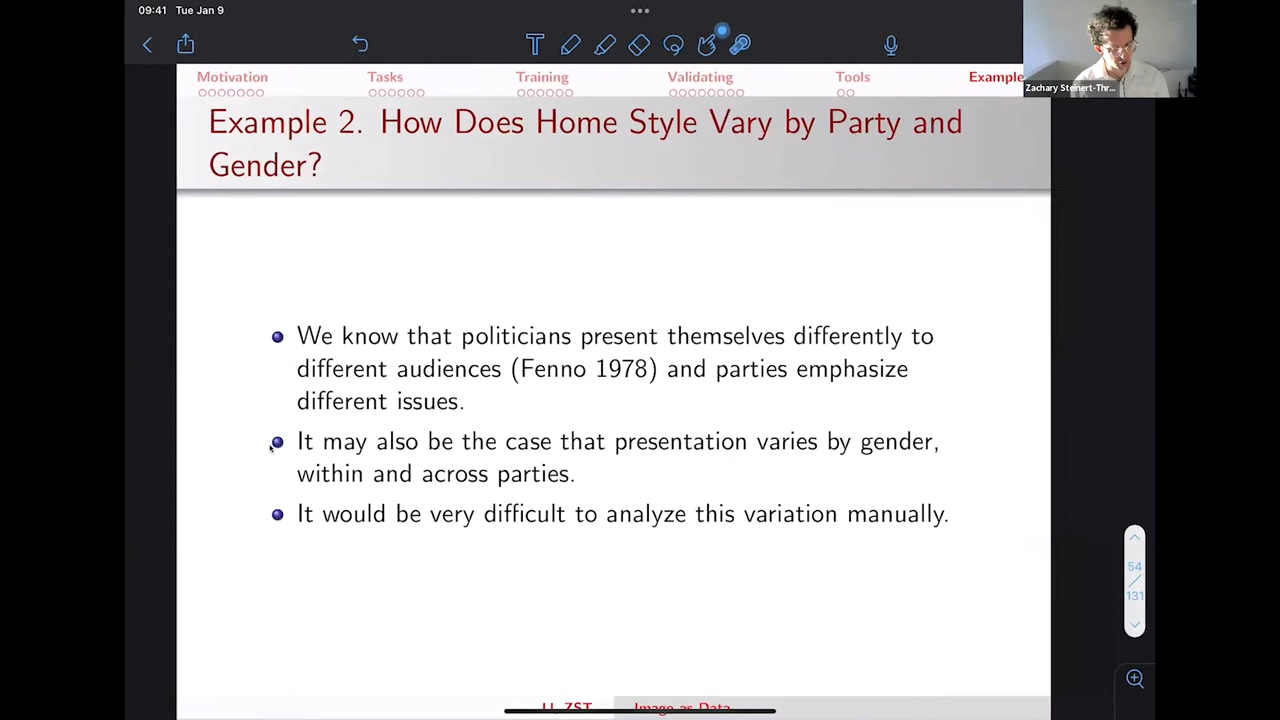 09:41 Tue Jan 9
Motivation Tasks Training Validating Tools Example
Zachary Steinert-Thr...
Example 2. How Does Home Style Vary by Party and
Gender?
We know that politicians present themselves differently to
different audiences (Fenno 1978) and parties emphasize
different issues.
It may also be the case that presentation varies by gender,
within and across parties.
It would be very difficult to analyze this variation manually.
54
/
131
ZST Image as Data